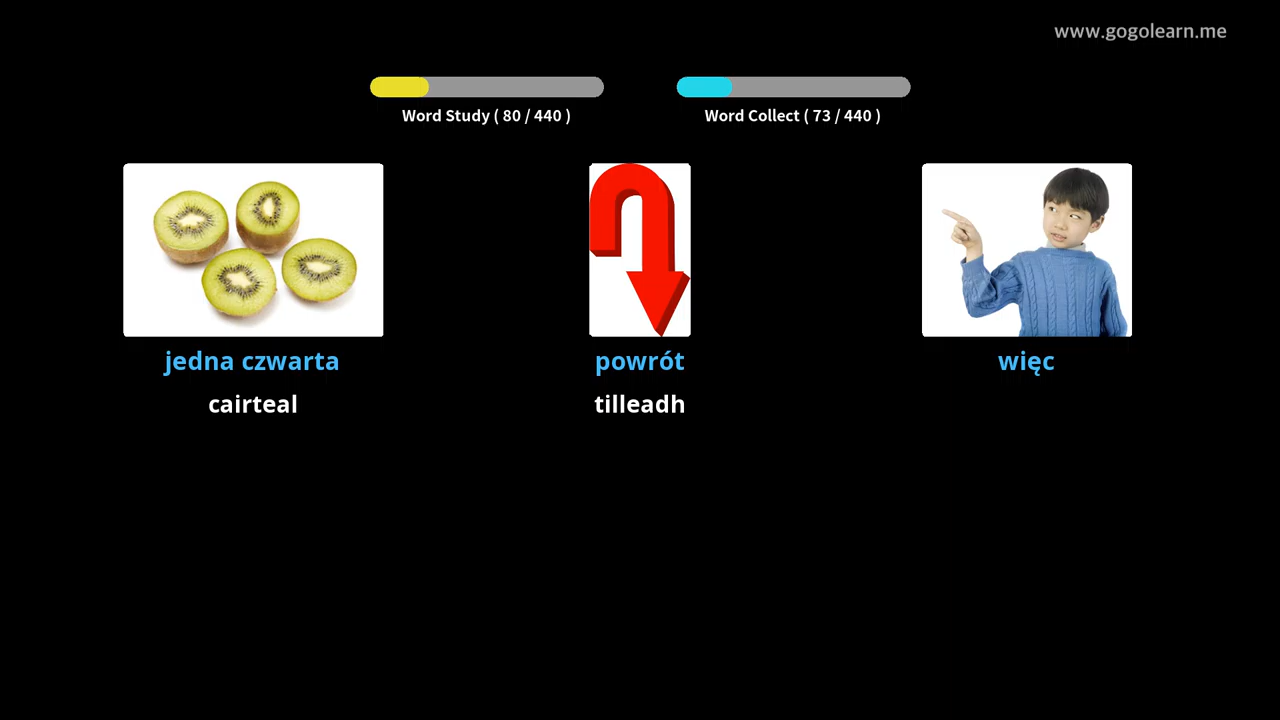 www.gogolearn.me
Word Study ( 80 / 440 )
Word Collect ( 73 / 440 )
jedna czwarta
powrót
więc
cairteal
tilleadh